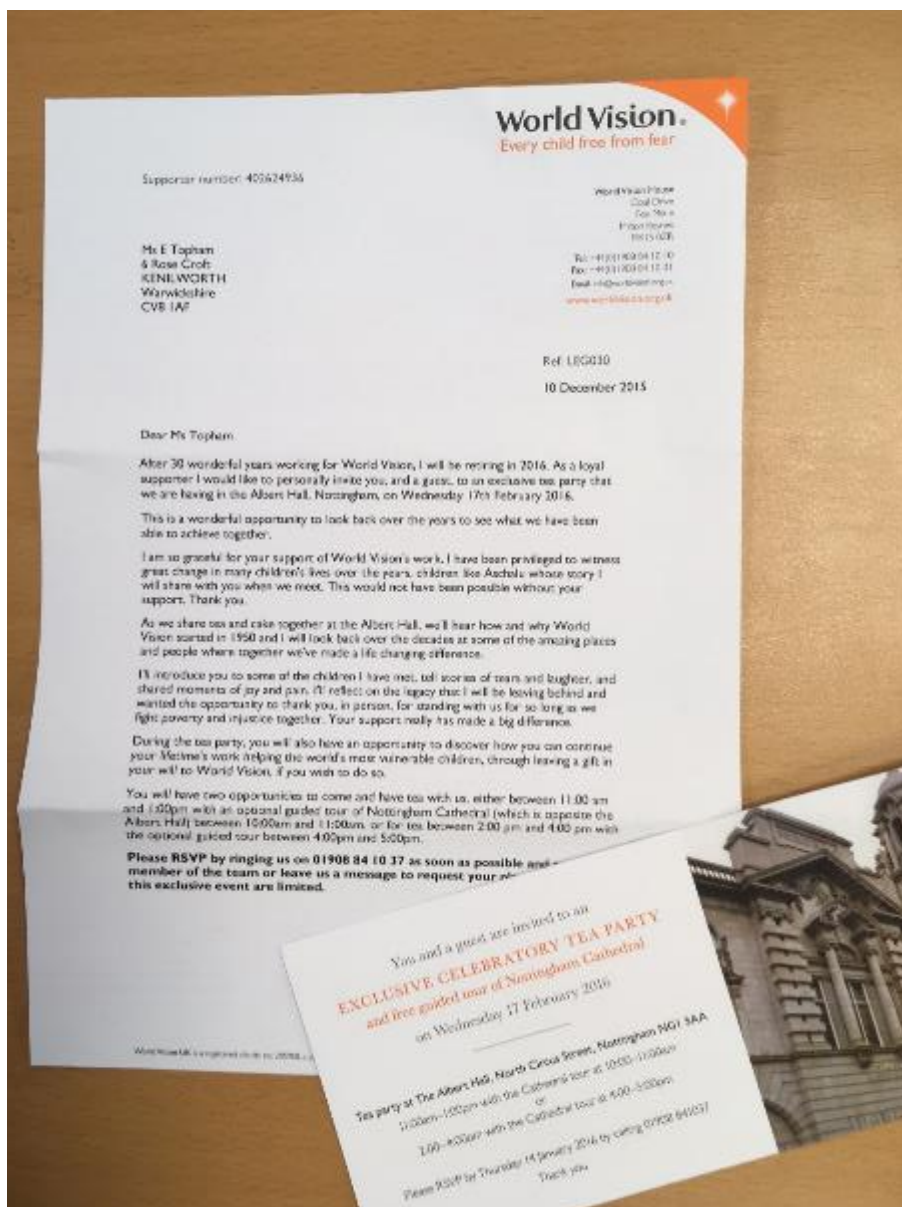 World Vision
Every child free from fear
Supporter number: 402624936
World Vision House
Milton Keynes
www.worldvision.org.uk
Ms E Topham
6 Rose Croft
KENILWORTH
Warwickshire
CV8 1AF
Ref: LEG030
10 December 2015
Dear Ms Topham
After 30 wonderful years working for World Vision, I will be retiring in 2016. As a loyal
supporter I would like to personally invite you, and a guest, to an exclusive tea party that
we are having in the Albert Hall, Nottingham, on Wednesday 17th February 2016.
This is a wonderful opportunity to look back over the years to see what we have been
able to achieve together.
I am so grateful for your support of World Vision's work. I have been privileged to witness
great change in many children's lives over the years, children like Aschalu whose story I
will share with you when we meet. This would not have been possible without your
support. Thank you.
As we share tea and cake together at the Albert Hall, we'll hear how and why World
Vision started in 1950 and I will look back over the decades at some of the amazing places
and people where together we've made a life changing difference.
I'll introduce you to some of the children I have met, tell stories of tears and laughter, and
shared moments of joy and pain. I'll reflect on the legacy that I will be leaving behind and
wanted the opportunity to thank you, in person, for standing with us for so long as we
fight poverty and injustice together. Your support really has made a big difference.
During the tea party, you will also have an opportunity to discover how you can continue
your lifetime's work helping the world's most vulnerable children, through leaving a gift in
your will to World Vision, if you wish to do so.
You will have two opportunities to come and have tea with us, either between 11:00 am
and 1:00pm with an optional guided tour of Nottingham Cathedral (which is opposite the
Albert Hall) between 10:00am and 11:00am, or for tea between 2:00 pm and 4:00 pm with
the optional guided tour between 4:00pm and 5:00pm.
Please RSVP by ringing us on 01908 84 10 37 as soon as possible and
member of the team or leave us a message to request your
this exclusive event are limited.
You and a guest are invited to an
EXCLUSIVE CELEBRATORY TEA PARTY
and free guided tour of Nottingham Cathedral
on Wednesday 17 February 2016
Tea party at The Albert Hall, North Circus Street, Nottingham NG1 5AA
11:00am–1:00pm with the Cathedral tour at 10:00–11:00am
or
2:00–4:00pm with the Cathedral tour at 4:00–5:00pm
Please RSVP by Thursday 14 January 2016 by calling 01908 841037
Thank you